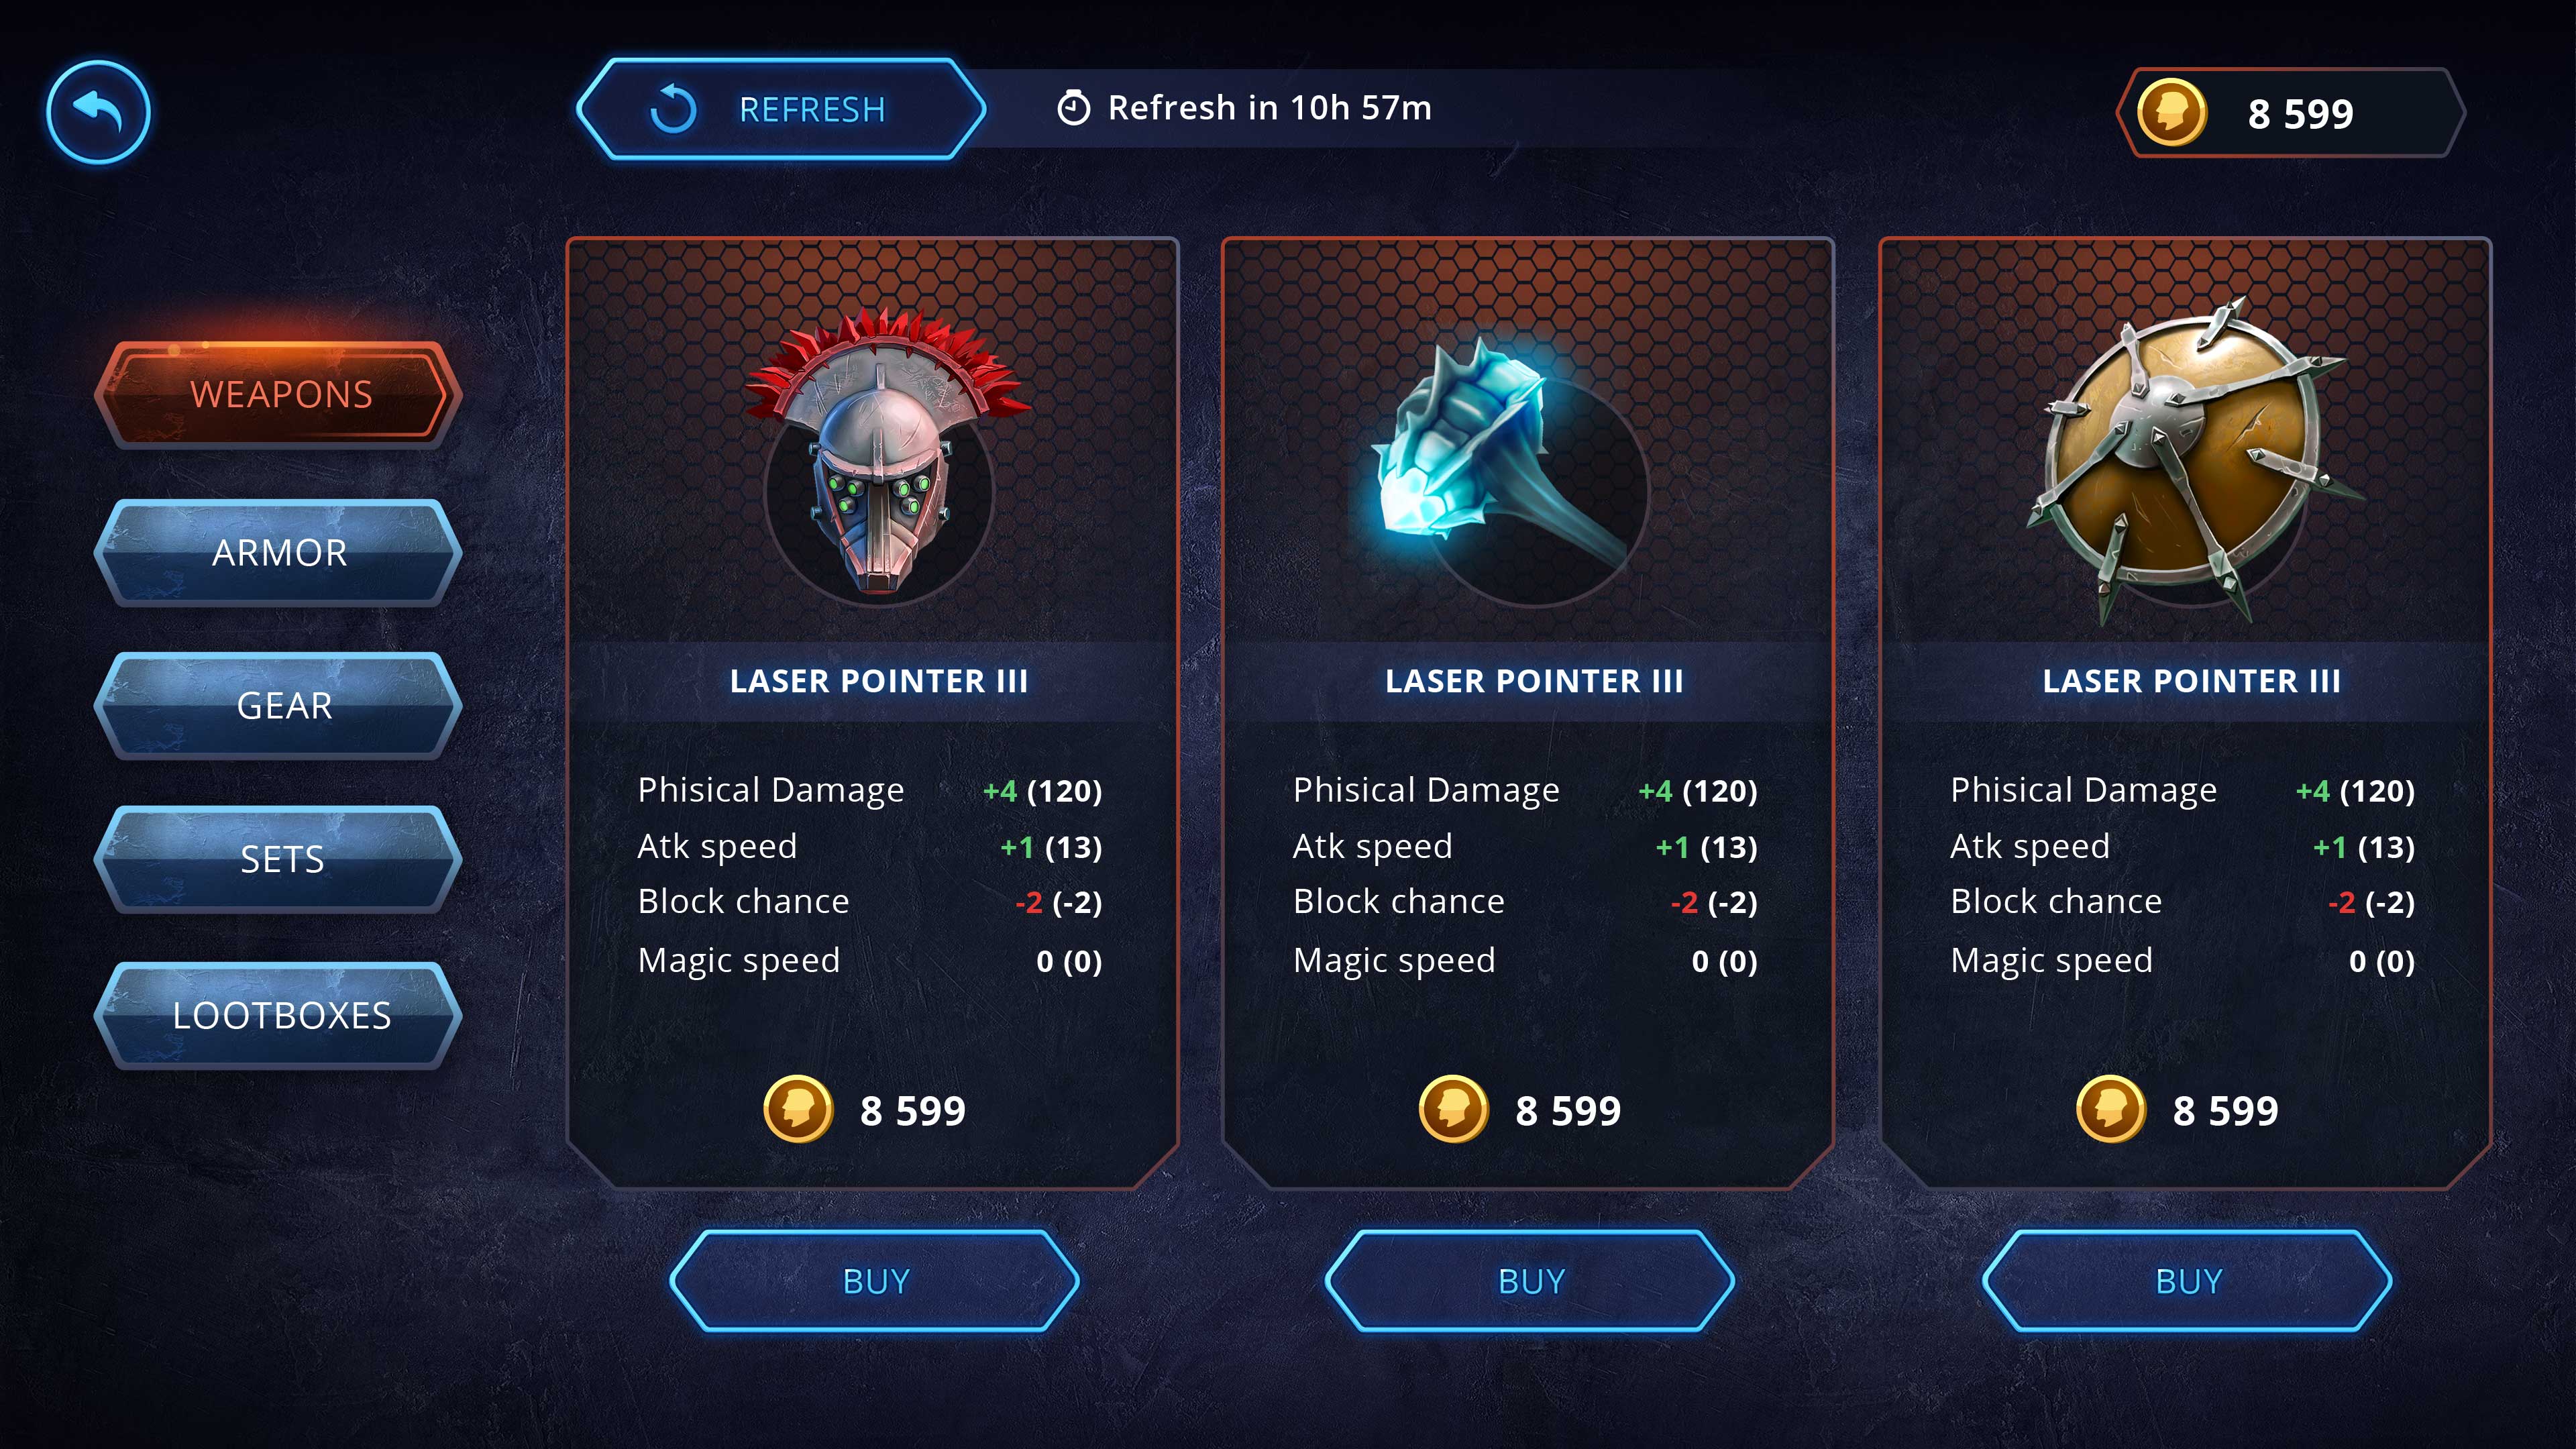 REFRESH
Refresh in 10h 57m
8 599
WEAPONS
ARMOR
GEAR
SETS
LOOTBOXES
LASER POINTER III
Phisical Damage +4 (120)
Atk speed +1 (13)
Block chance -2 (-2)
Magic speed 0 (0)
8 599
BUY
LASER POINTER III
Phisical Damage +4 (120)
Atk speed +1 (13)
Block chance -2 (-2)
Magic speed 0 (0)
8 599
BUY
LASER POINTER III
Phisical Damage +4 (120)
Atk speed +1 (13)
Block chance -2 (-2)
Magic speed 0 (0)
8 599
BUY